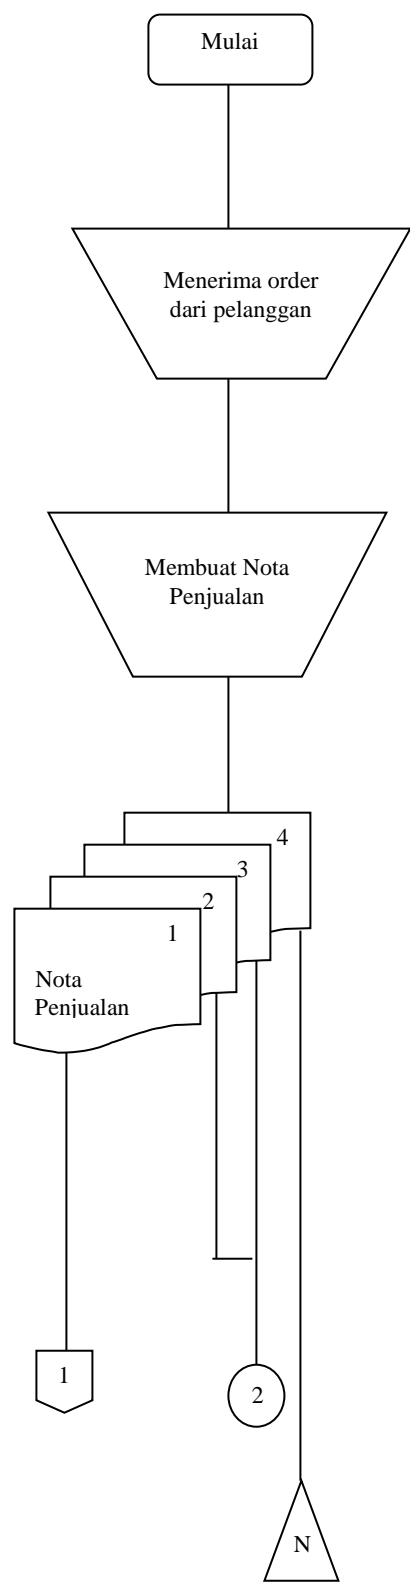 Mulai
Menerima order
dari pelanggan
Membuat Nota
Penjualan
4
3
2
1
Nota
Penjualan
1
2
N